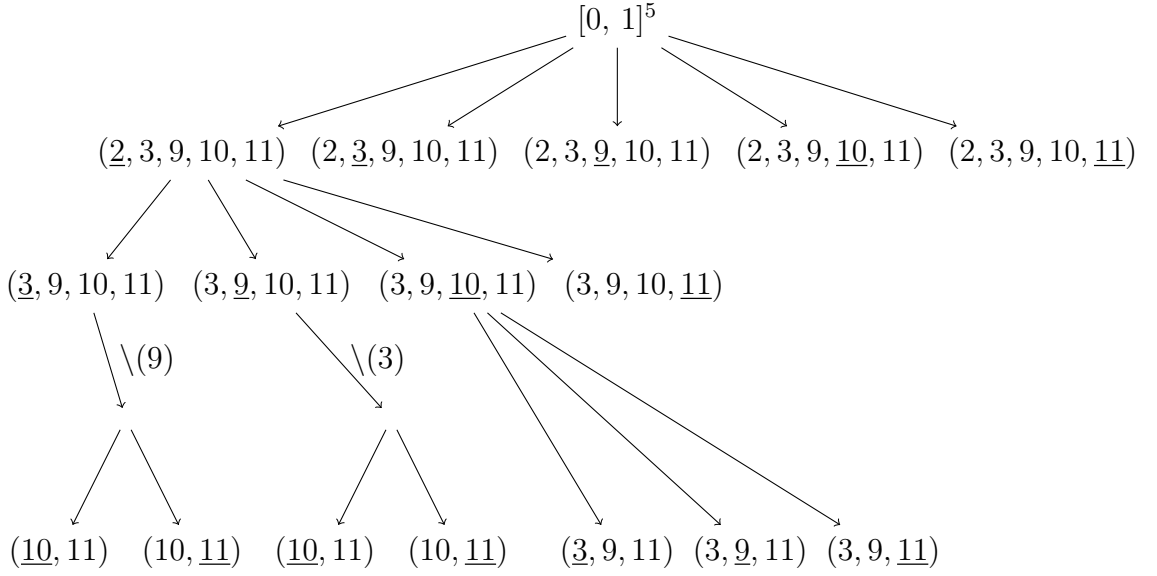 [0, 1]⁵
(2, 3, 9, 10, 11) (2, 3, 9, 10, 11) (2, 3, 9, 10, 11) (2, 3, 9, 10, 11) (2, 3, 9, 10, 11)
(3, 9, 10, 11) (3, 9, 10, 11) (3, 9, 10, 11) (3, 9, 10, 11)
\(9) \(3)
(10, 11) (10, 11) (10, 11) (10, 11) (3, 9, 11) (3, 9, 11) (3, 9, 11)